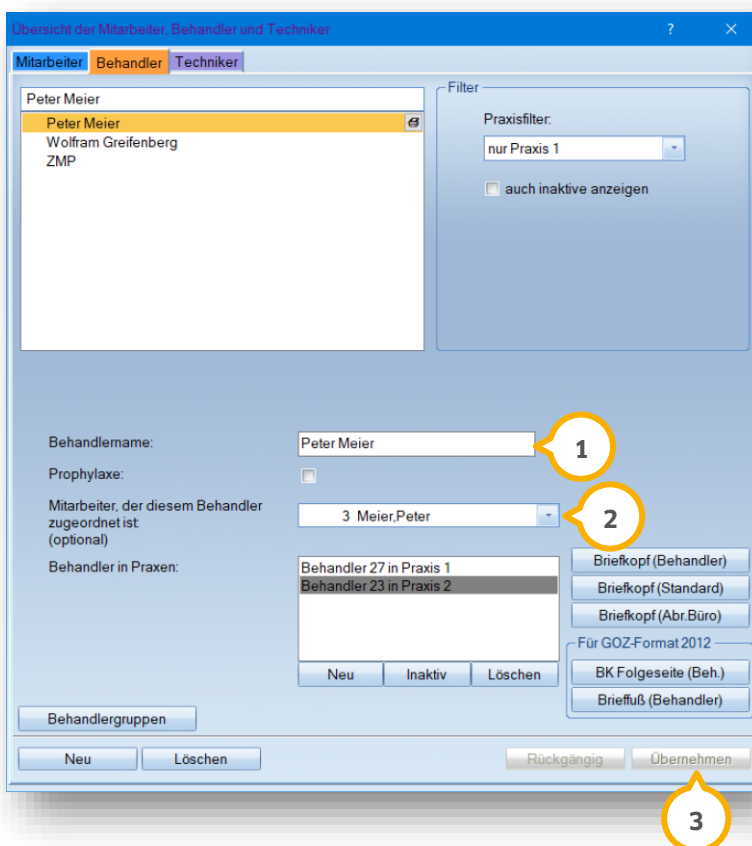 Übersicht der Mitarbeiter, Behandler und Techniker
?
×
Mitarbeiter
Behandler
Techniker
Peter Meier
Peter Meier
Wolfram Greifenberg
ZMP
Filter
Praxisfilter:
nur Praxis 1
auch inaktive anzeigen
Behandlername:
Peter Meier
1
Prophylaxe:
Mitarbeiter, der diesem Behandler
zugeordnet ist:
(optional)
3 Meier,Peter
2
Behandler in Praxen:
Behandler 27 in Praxis 1
Behandler 23 in Praxis 2
Neu
Inaktiv
Löschen
Briefkopf (Behandler)
Briefkopf (Standard)
Briefkopf (Abr.Büro)
Für GOZ-Format 2012
BK Folgeseite (Beh.)
Brieffuß (Behandler)
Behandlergruppen
Neu
Löschen
Rückgängig
Übernehmen
3